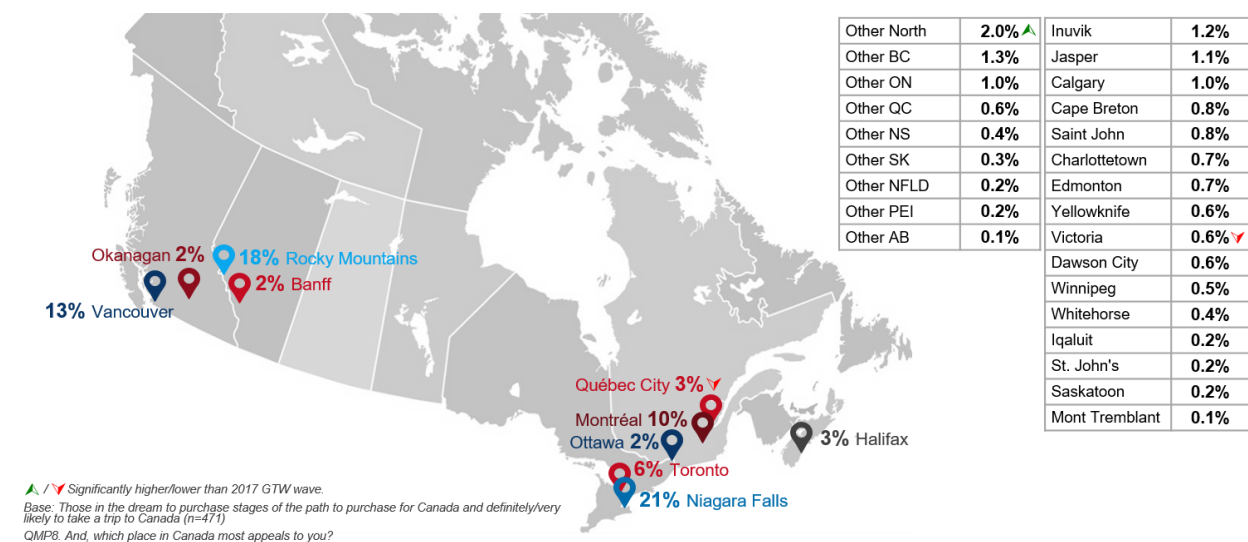 Other North 2.0%
Other BC 1.3%
Other ON 1.0%
Other QC 0.6%
Other NS 0.4%
Other SK 0.3%
Other NFLD 0.2%
Other PEI 0.2%
Other AB 0.1%
Inuvik 1.2%
Jasper 1.1%
Calgary 1.0%
Cape Breton 0.8%
Saint John 0.8%
Charlottetown 0.7%
Edmonton 0.7%
Yellowknife 0.6%
Victoria 0.6%
Dawson City 0.6%
Winnipeg 0.5%
Whitehorse 0.4%
Iqaluit 0.2%
St. John's 0.2%
Saskatoon 0.2%
Mont Tremblant 0.1%
Okanagan 2%
18% Rocky Mountains
2% Banff
13% Vancouver
Québec City 3%
Montréal 10%
Ottawa 2%
3% Halifax
6% Toronto
21% Niagara Falls
/ Significantly higher/lower than 2017 GTW wave.
Base: Those in the dream to purchase stages of the path to purchase for Canada and definitely/very
likely to take a trip to Canada (n=471)
QMP8. And, which place in Canada most appeals to you?